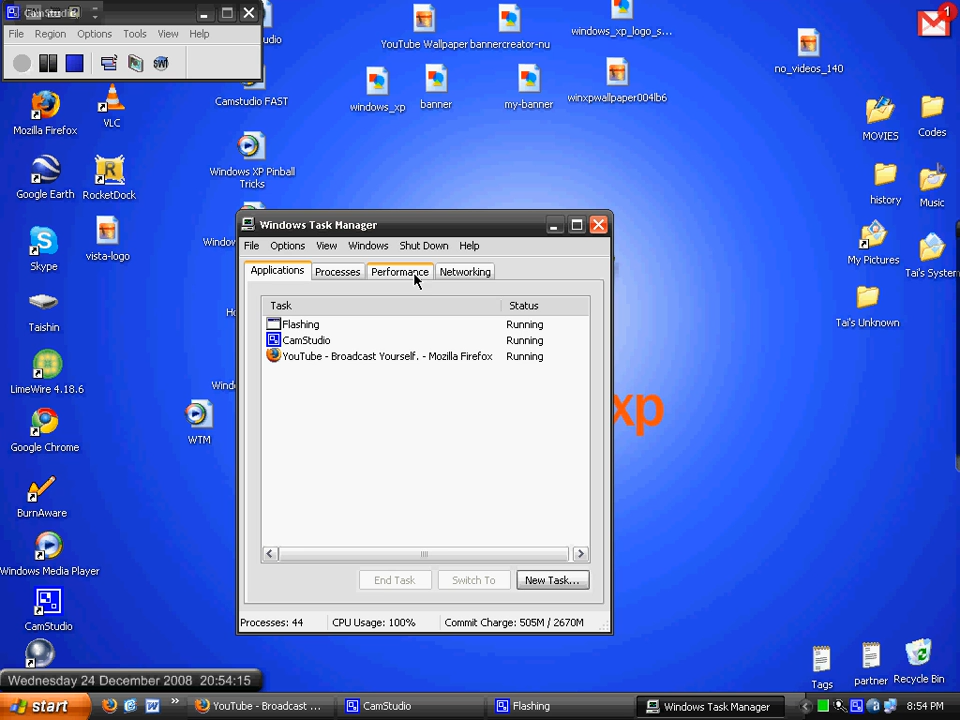 File Region Options Tools View Help
YouTube Wallpaper
bannercreator-nu
windows_xp_logo_s...
no_videos_140
Mozilla Firefox
VLC
Camstudio FAST
windows_xp
banner
my-banner
winxpwallpaper004lb6
MOVIES
Codes
Google Earth
RocketDock
Windows XP Pinball
Tricks
history
Music
Skype
vista-logo
My Pictures
Tai's System
Taishin
Tai's Unknown
LimeWire 4.18.6
Google Chrome
WTM
xp
BurnAware
Windows Media Player
CamStudio
Windows Task Manager
File Options View Windows Shut Down Help
Applications Processes Performance Networking
Task Status
Flashing Running
CamStudio Running
YouTube - Broadcast Yourself. - Mozilla Firefox Running
End Task Switch To New Task...
Processes: 44 CPU Usage: 100% Commit Charge: 505M / 2670M
Tags
partner
Recycle Bin
Wednesday 24 December 2008 20:54:15
start
YouTube - Broadcast ...
CamStudio
Flashing
Windows Task Manager
8:54 PM